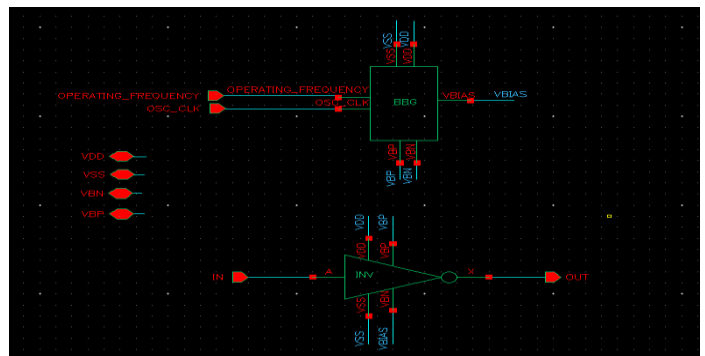 VSS VDD
VSS VDD
OPERATING_FREQUENCY OPERATING_FREQUENCY
OSC_CLK OSC_CLK
BBG
VBIAS VBIAS
VBP VBN
VBP VBN
VDD
VSS
VBN
VBP
VDD VBP
VDD VBP
IN A INV X OUT
VSS VBN
VSS VBIAS